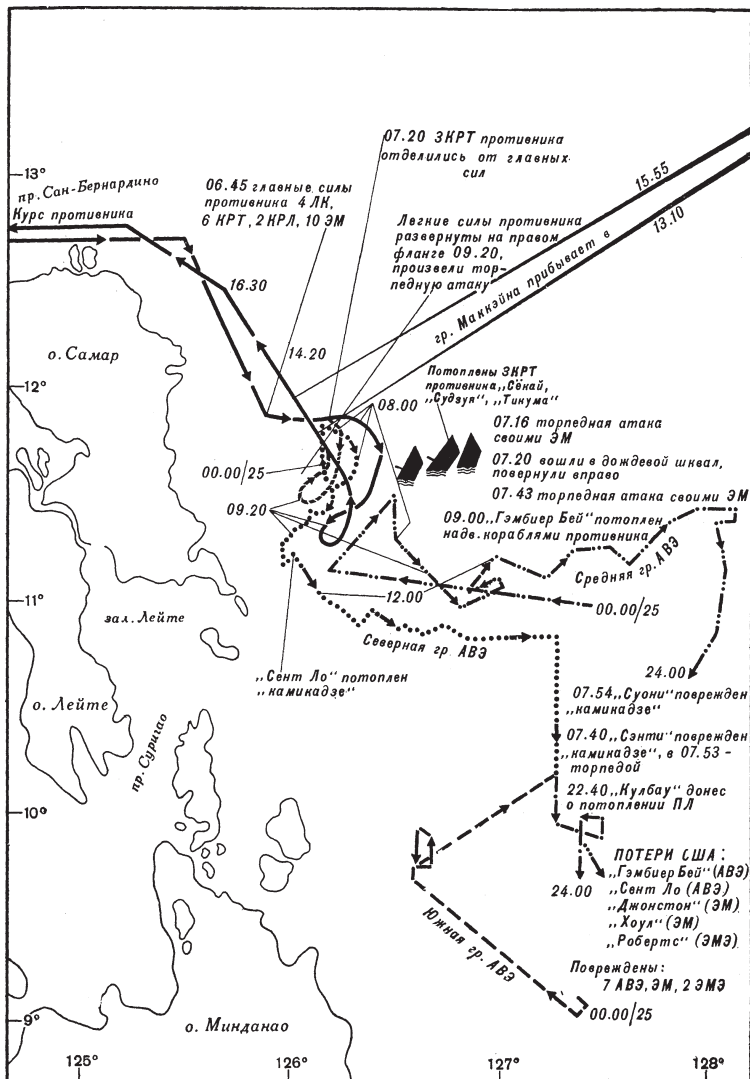 07.20 ЗКРТ противника
отделились от главных
сил
13°
пр. Сан-Бернардино
Курс противника
06.45 главные силы
противника 4 ЛК,
6 КРТ, 2 КРЛ, 10 ЭМ
15.55
13.10
гр. Маккэйна прибывает в
Легкие силы противника
развернуты на правом
фланге 09.20,
произвели тор-
педную атаку
16.30
14.20
о. Самар
12°
08.00
Потоплены ЗКРТ
противника „Сёкай,
„Судзуя", „Тикума"
07.16 торпедная атака
своими ЭМ
07.20 вошли в дождевой шквал,
повернули вправо
07.43 торпедная атака своими ЭМ
00.00/25
09.20
09.00 „Гэмбиер Бей" потоплен
надв. кораблями противника
Средняя гр. АВЭ
11°
12.00
00.00/25
зал. Лейте
Северная гр. АВЭ
24.00
„Сент Ло" потоплен
„камикадзе"
о. Лейте
07.54 „Суони" поврежден
„камикадзе"
пр. Суригао
07.40 „Сэнти" поврежден
„камикадзе", в 07.53 –
торпедой
22.40 „Кулбау" донес
о потоплении ПЛ
10°
24.00
ПОТЕРИ США:
„Гэмбиер Бей" (АВЭ)
„Сент Ло (АВЭ)
„Джонстон" (ЭМ)
„Хоул" (ЭМ)
„Робертс" (ЭМЭ)
Южная гр. АВЭ
Повреждены:
7 АВЭ, ЭМ, 2 ЭМЭ
00.00/25
9°
о. Минданао
125° 126° 127° 128°